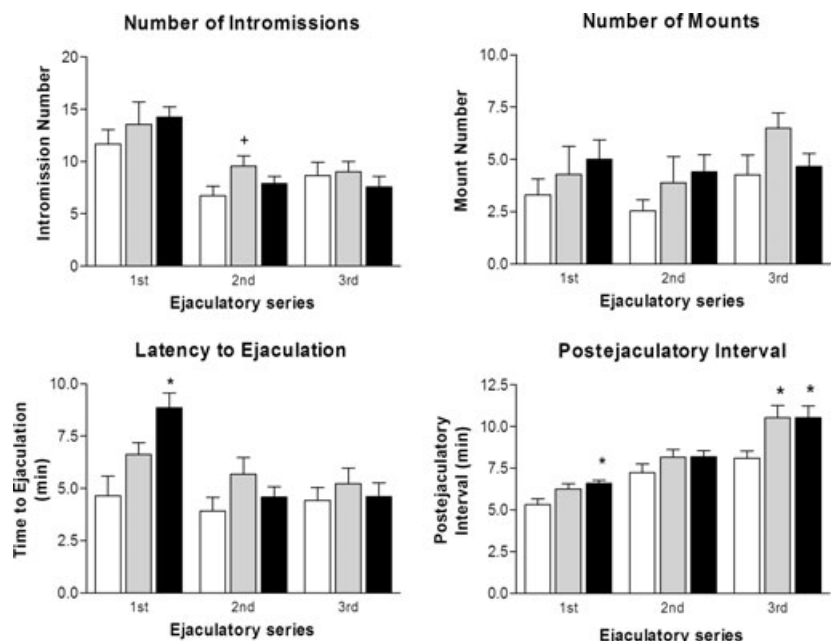 Number of Intromissions
20
15
10
5
0
Intromission Number
+
1st
2nd
3rd
Ejaculatory series
Number of Mounts
10.0
7.5
5.0
2.5
0.0
Mount Number
1st
2nd
3rd
Ejaculatory series
Latency to Ejaculation
10.0
7.5
5.0
2.5
0.0
Time to Ejaculation
(min)
*
1st
2nd
3rd
Ejaculatory series
Postejaculatory Interval
12.5
10.0
7.5
5.0
2.5
0.0
Postejaculatory
Interval (min)
*
* *
1st
2nd
3rd
Ejaculatory series